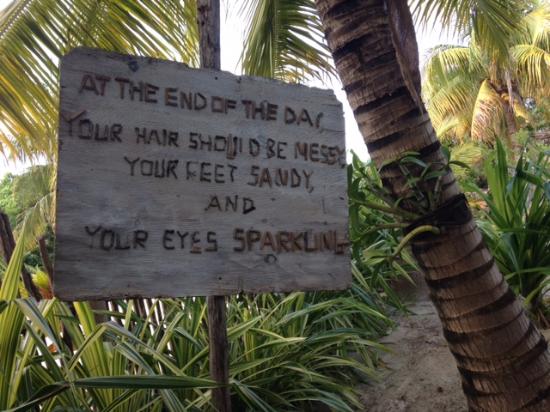 AT THE END OF THE DAY,
YOUR HAIR SHOULD BE MESSY,
YOUR FEET SANDY,
AND
YOUR EYES SPARKLING